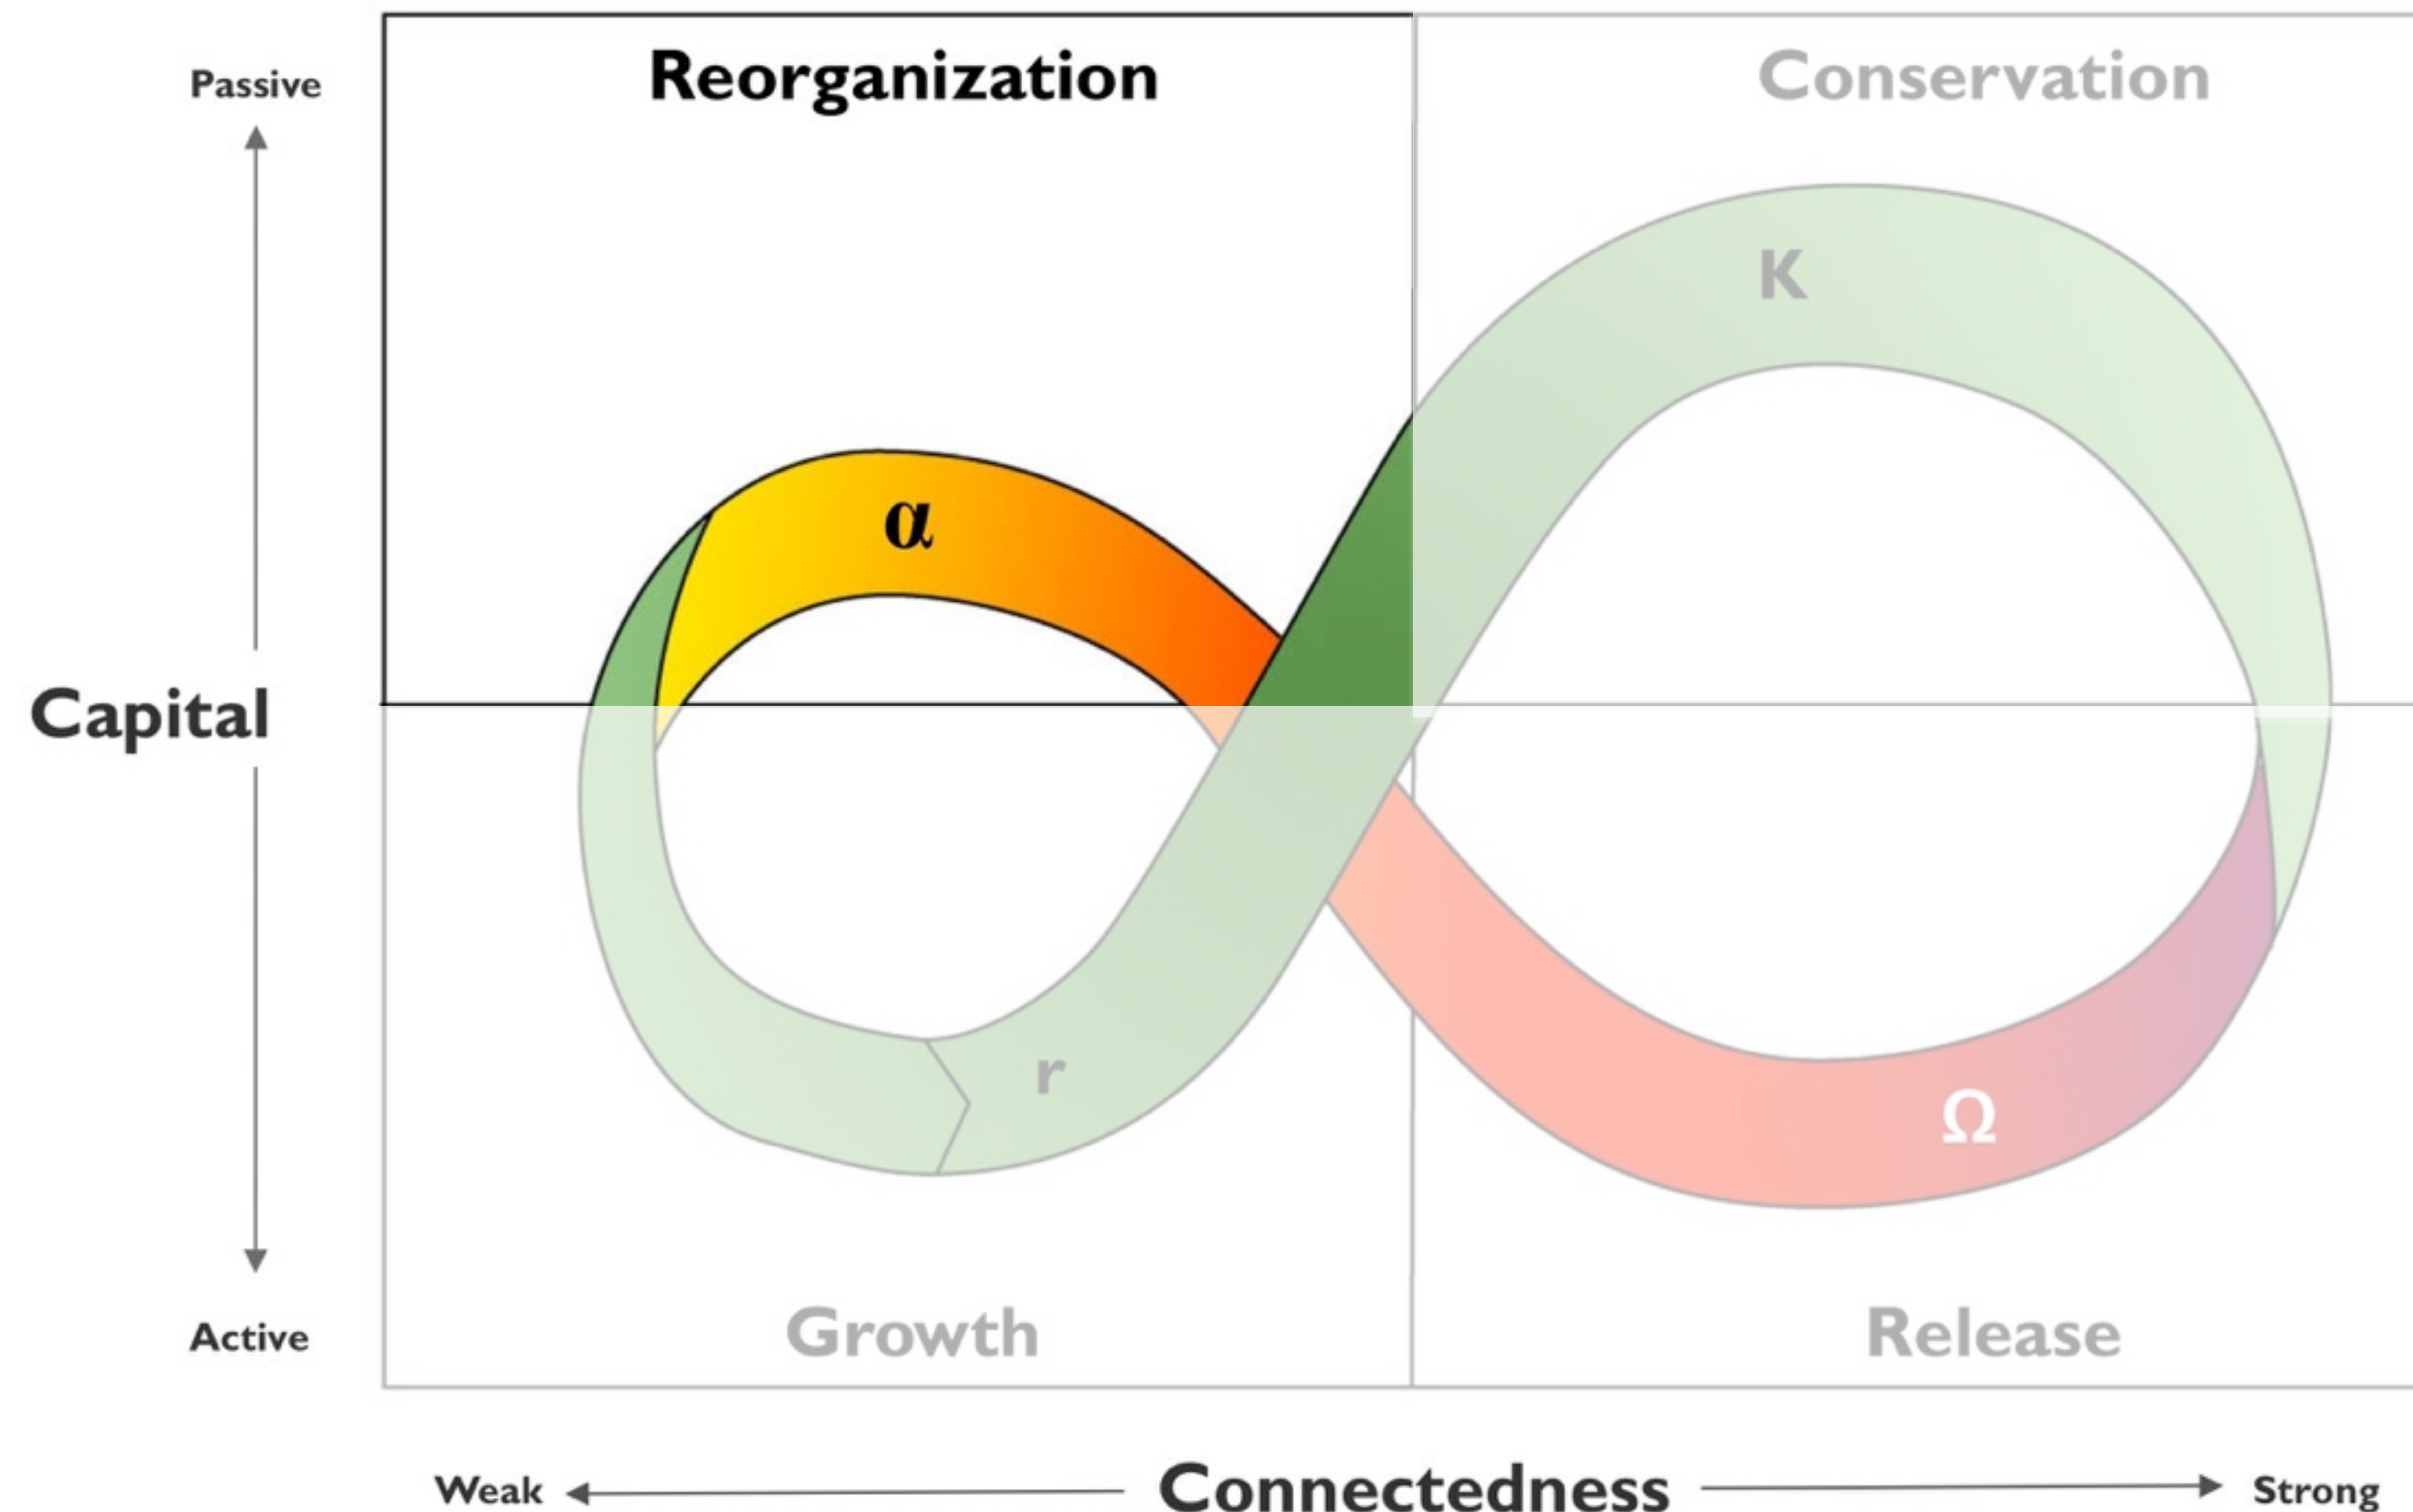 Passive
Reorganization
Conservation
K
α
Capital
r
Ω
Active
Growth
Release
Weak
Connectedness
Strong